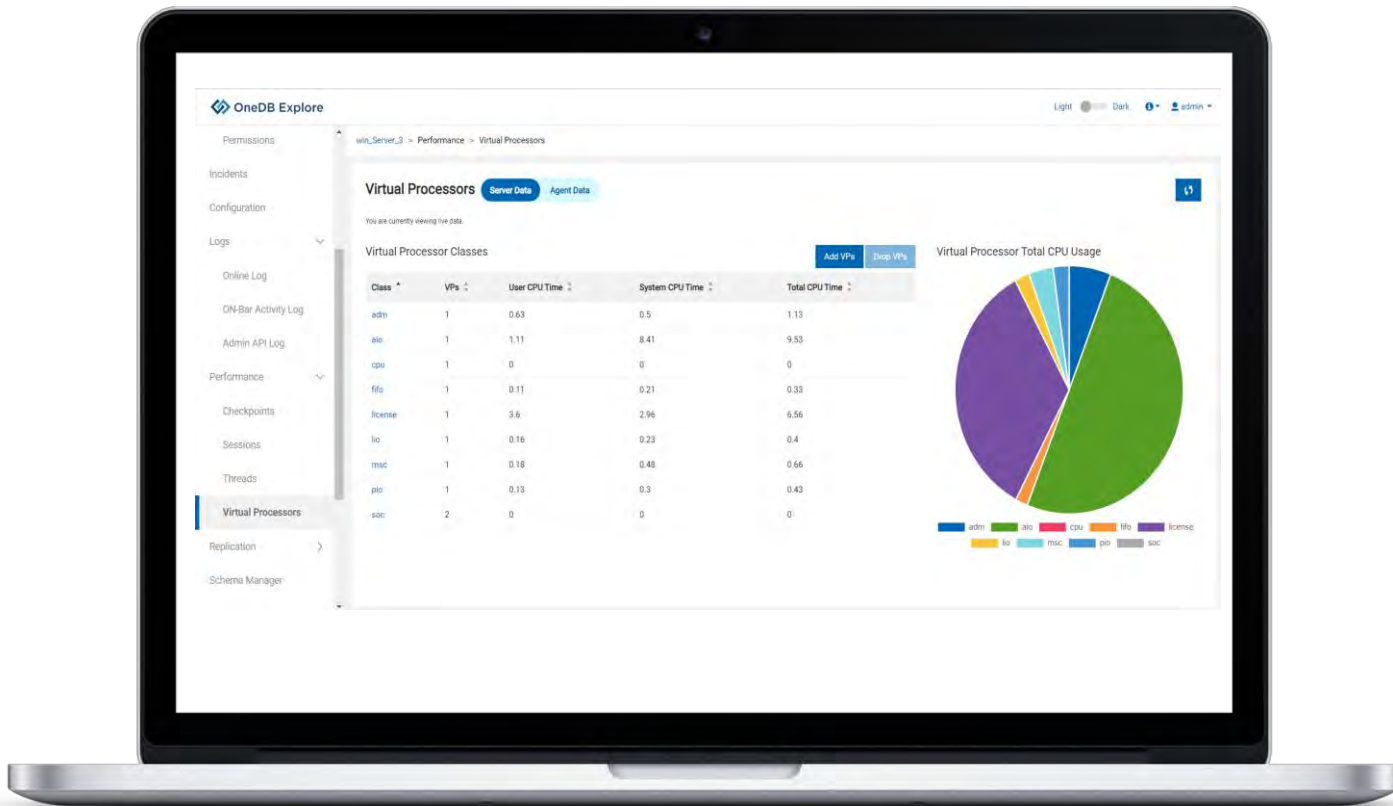 OneDB Explore
Light Dark admin
Permissions
Incidents
Configuration
Logs
Online Log
ON-Bar Activity Log
Admin API Log
Performance
Checkpoints
Sessions
Threads
Virtual Processors
Replication
Schema Manager
win_Server_3 > Performance > Virtual Processors
Virtual Processors Server Data Agent Data
You are currently viewing live data.
Virtual Processor Classes Add VPs Drop VPs
Class VPs User CPU Time System CPU Time Total CPU Time
adm 1 0.63 0.5 1.13
aio 1 1.11 8.41 9.53
cpu 1 0 0 0
fifo 1 0.11 0.21 0.33
license 1 3.6 2.96 6.56
lio 1 0.16 0.23 0.4
msc 1 0.18 0.48 0.66
pio 1 0.13 0.3 0.43
soc 2 0 0 0
Virtual Processor Total CPU Usage
adm aio cpu fifo license
lio msc pio soc